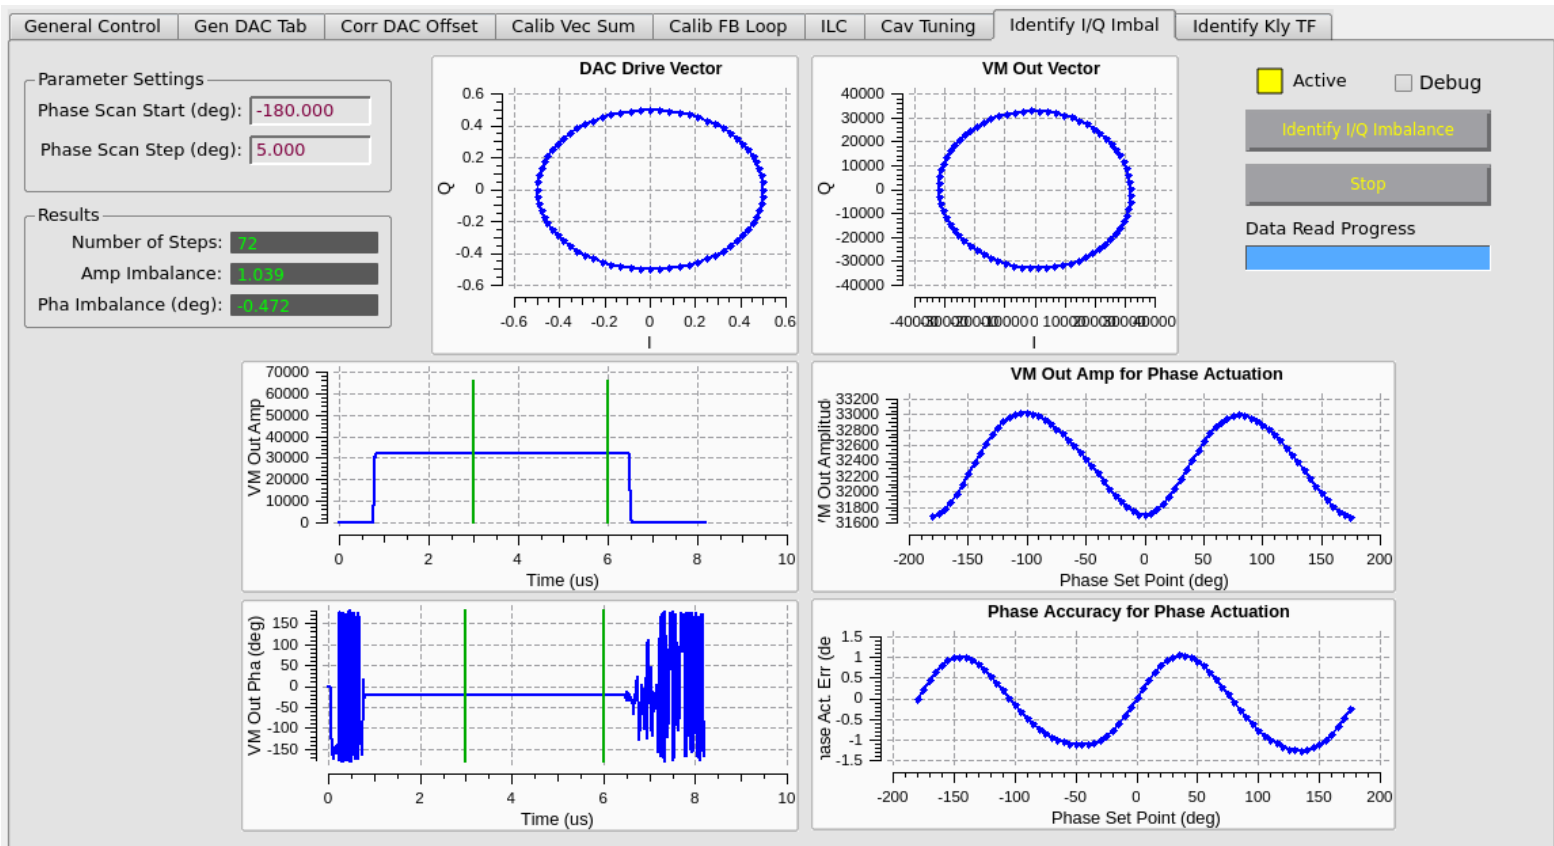 General Control
Gen DAC Tab
Corr DAC Offset
Calib Vec Sum
Calib FB Loop
ILC
Cav Tuning
Identify I/Q Imbal
Identify Kly TF
Parameter Settings
Phase Scan Start (deg): -180.000
Phase Scan Step (deg): 5.000
Results
Number of Steps: 72
Amp Imbalance: 1.039
Pha Imbalance (deg): -0.472
DAC Drive Vector
0.6
0.4
0.2
0
-0.2
-0.4
-0.6
Q
-0.6 -0.4 -0.2 0 0.2 0.4 0.6
I
VM Out Vector
40000
30000
20000
10000
0
-10000
-20000
-30000
-40000
Q
0
I
Active
Debug
Identify I/Q Imbalance
Stop
Data Read Progress
70000
60000
50000
40000
30000
20000
10000
0
VM Out Amp
0 2 4 6 8 10
Time (us)
VM Out Amp for Phase Actuation
33200
33000
32800
32600
32400
32200
32000
31800
31600
M Out Amplitud
-200 -150 -100 -50 0 50 100 150 200
Phase Set Point (deg)
150
100
50
0
-50
-100
-150
VM Out Pha (deg)
0 2 4 6 8 10
Time (us)
Phase Accuracy for Phase Actuation
1.5
1
0.5
0
-0.5
-1
-1.5
ase Act. Err (de
-200 -150 -100 -50 0 50 100 150 200
Phase Set Point (deg)